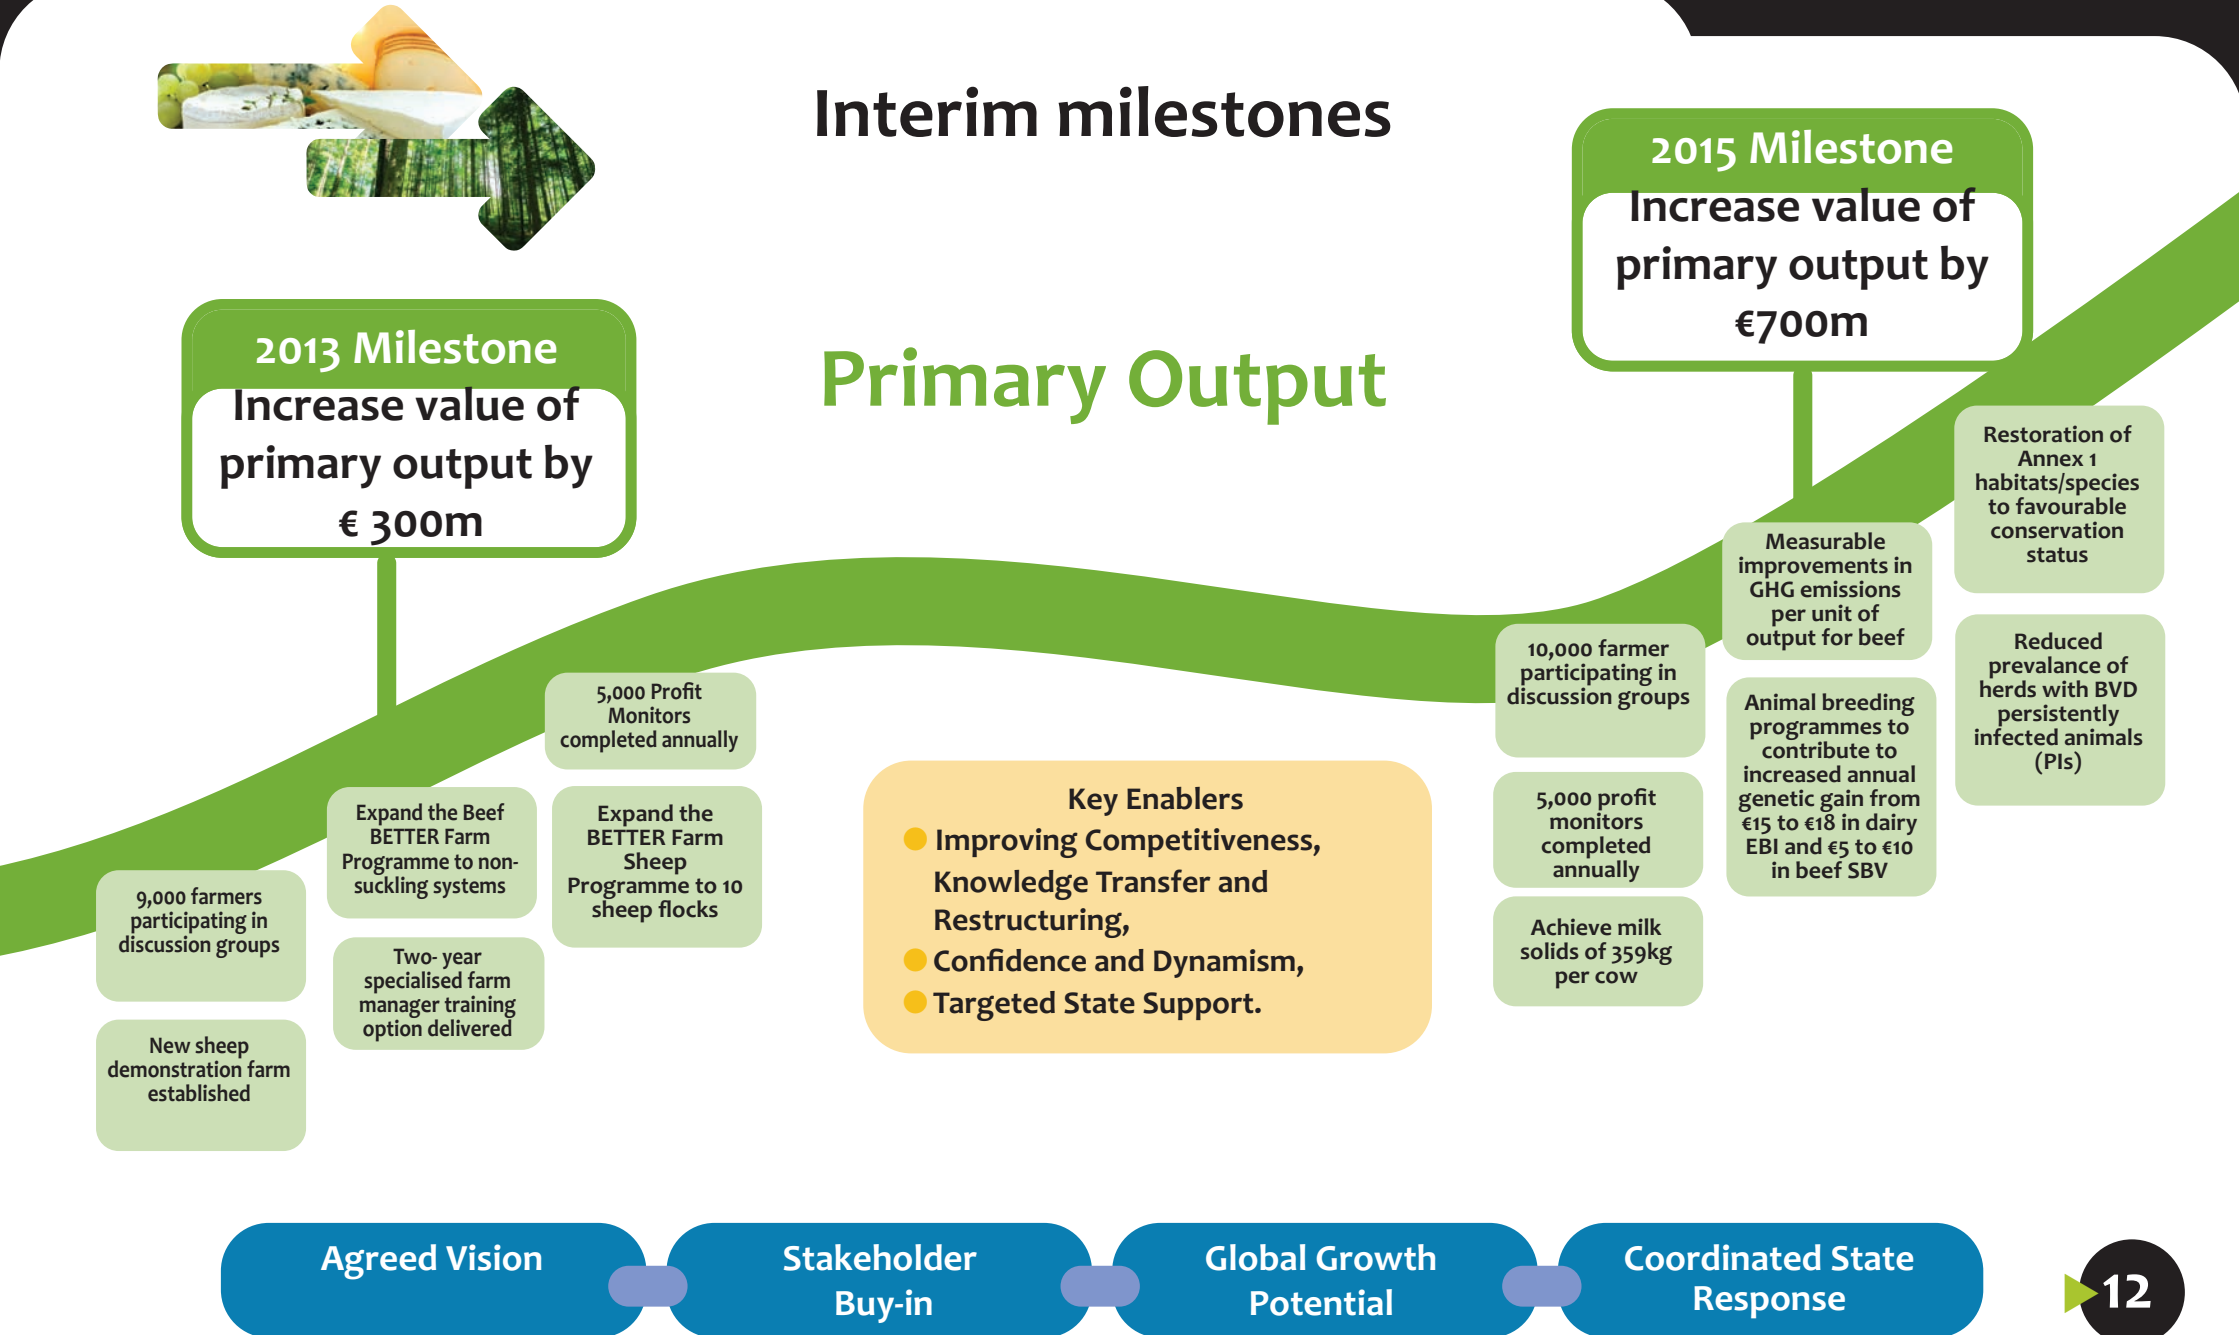 Interim milestones
Primary Output
2013 Milestone
Increase value of
primary output by
€ 300m
2015 Milestone
Increase value of
primary output by
€700m
9,000 farmers
participating in
discussion groups
New sheep
demonstration farm
established
Expand the Beef
BETTER Farm
Programme to non-
suckling systems
Two- year
specialised farm
manager training
option delivered
5,000 Profit
Monitors
completed annually
Expand the
BETTER Farm
Sheep
Programme to 10
sheep flocks
Key Enablers
Improving Competitiveness,
Knowledge Transfer and
Restructuring,
Confidence and Dynamism,
Targeted State Support.
10,000 farmer
participating in
discussion groups
5,000 profit
monitors
completed
annually
Achieve milk
solids of 359kg
per cow
Measurable
improvements in
GHG emissions
per unit of
output for beef
Animal breeding
programmes to
contribute to
increased annual
genetic gain from
€15 to €18 in dairy
EBI and €5 to €10
in beef SBV
Restoration of
Annex 1
habitats/species
to favourable
conservation
status
Reduced
prevalance of
herds with BVD
persistently
infected animals
(PIs)
Agreed Vision
Stakeholder
Buy-in
Global Growth
Potential
Coordinated State
Response
12